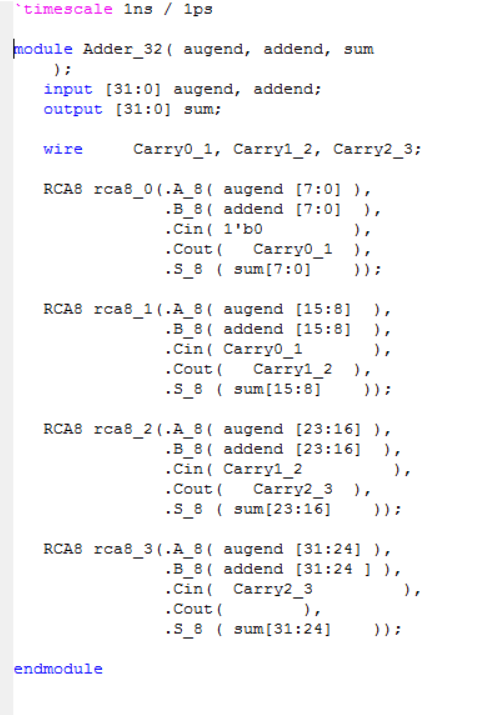 `timescale 1ns / 1ps
module Adder_32( augend, addend, sum
);
input [31:0] augend, addend;
output [31:0] sum;
wire Carry0_1, Carry1_2, Carry2_3;
RCA8 rca8_0(.A_8( augend [7:0] ),
.B_8( addend [7:0] ),
.Cin( 1'b0 ),
.Cout( Carry0_1 ),
.S_8 ( sum[7:0] ));
RCA8 rca8_1(.A_8( augend [15:8] ),
.B_8( addend [15:8] ),
.Cin( Carry0_1 ),
.Cout( Carry1_2 ),
.S_8 ( sum[15:8] ));
RCA8 rca8_2(.A_8( augend [23:16] ),
.B_8( addend [23:16] ),
.Cin( Carry1_2 ),
.Cout( Carry2_3 ),
.S_8 ( sum[23:16] ));
RCA8 rca8_3(.A_8( augend [31:24] ),
.B_8( addend [31:24 ] ),
.Cin( Carry2_3 ),
.Cout( ),
.S_8 ( sum[31:24] ));
endmodule